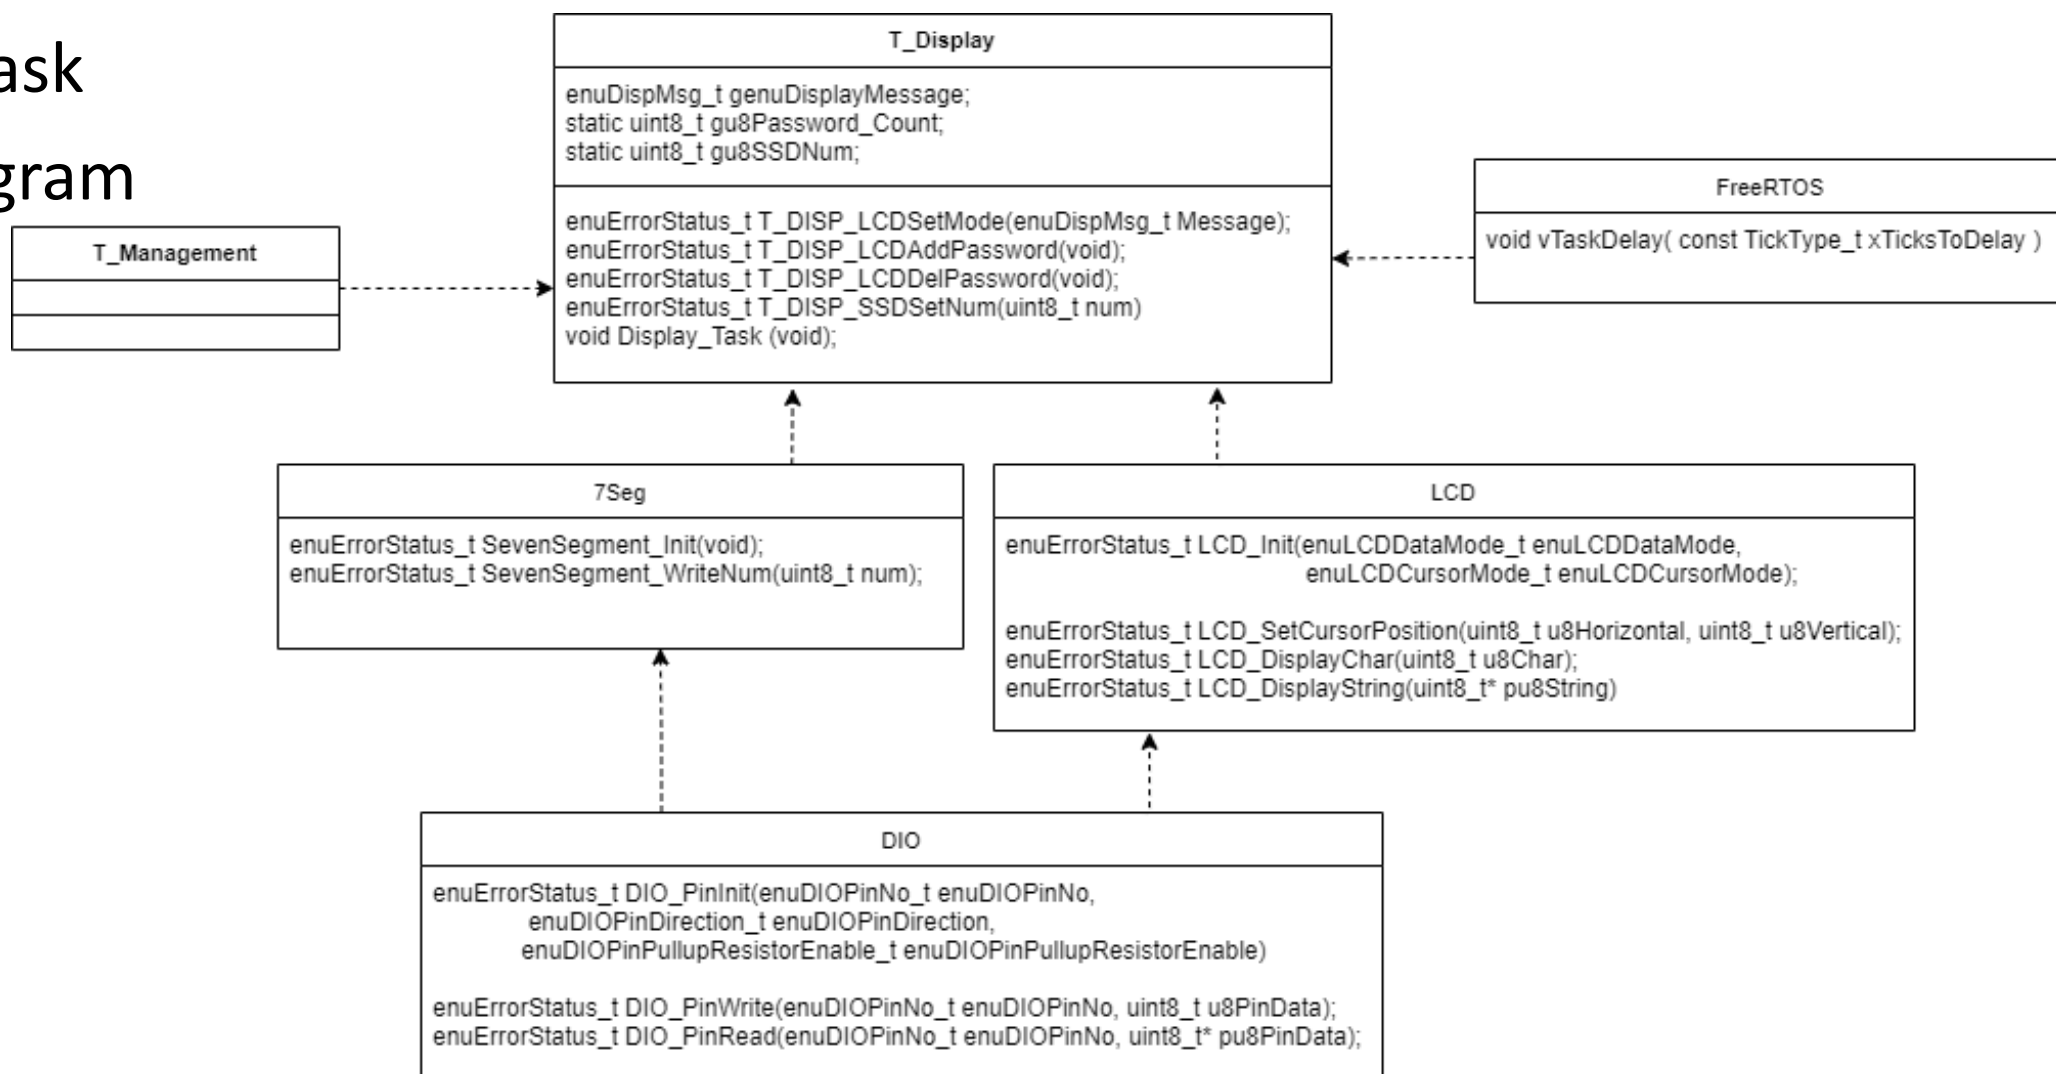 ask
gram
T_Display
enuDispMsg_t genuDisplayMessage;
static uint8_t gu8Password_Count;
static uint8_t gu8SSDNum;
enuErrorStatus_t T_DISP_LCDSetMode(enuDispMsg_t Message);
enuErrorStatus_t T_DISP_LCDAddPassword(void);
enuErrorStatus_t T_DISP_LCDDelPassword(void);
enuErrorStatus_t T_DISP_SSDSetNum(uint8_t num)
void Display_Task (void);
T_Management
FreeRTOS
void vTaskDelay( const TickType_t xTicksToDelay )
7Seg
enuErrorStatus_t SevenSegment_Init(void);
enuErrorStatus_t SevenSegment_WriteNum(uint8_t num);
LCD
enuErrorStatus_t LCD_Init(enuLCDDataMode_t enuLCDDataMode,
enuLCDCursorMode_t enuLCDCursorMode);
enuErrorStatus_t LCD_SetCursorPosition(uint8_t u8Horizontal, uint8_t u8Vertical);
enuErrorStatus_t LCD_DisplayChar(uint8_t u8Char);
enuErrorStatus_t LCD_DisplayString(uint8_t* pu8String)
DIO
enuErrorStatus_t DIO_PinInit(enuDIOPinNo_t enuDIOPinNo,
enuDIOPinDirection_t enuDIOPinDirection,
enuDIOPinPullupResistorEnable_t enuDIOPinPullupResistorEnable)
enuErrorStatus_t DIO_PinWrite(enuDIOPinNo_t enuDIOPinNo, uint8_t u8PinData);
enuErrorStatus_t DIO_PinRead(enuDIOPinNo_t enuDIOPinNo, uint8_t* pu8PinData);